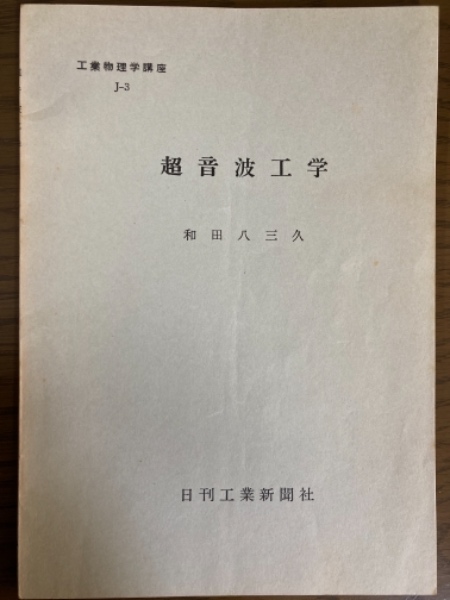 工業物理学講座
J-3
超音波工学
和田八三久
日刊工業新聞社